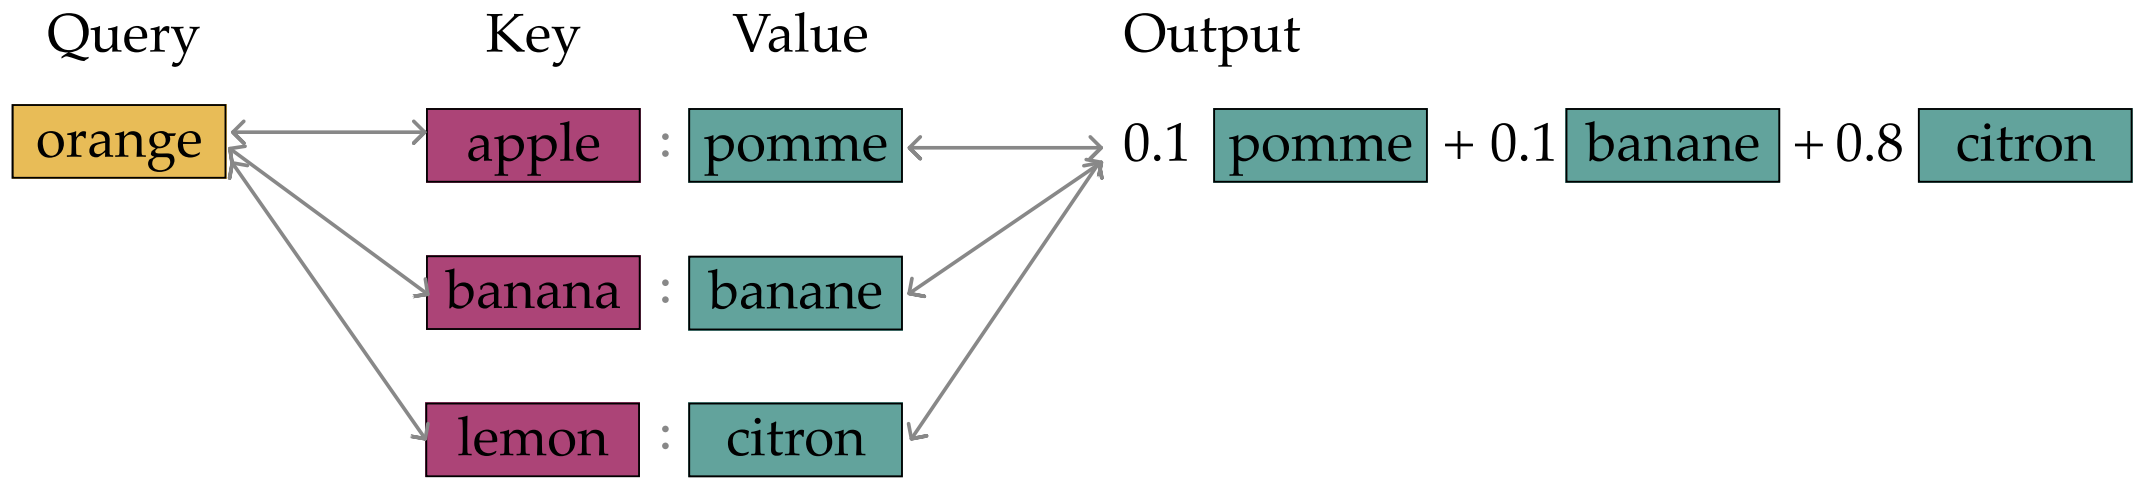 Query Key Value Output
orange apple : pomme 0.1 pomme + 0.1 banane + 0.8 citron
banana : banane
lemon : citron